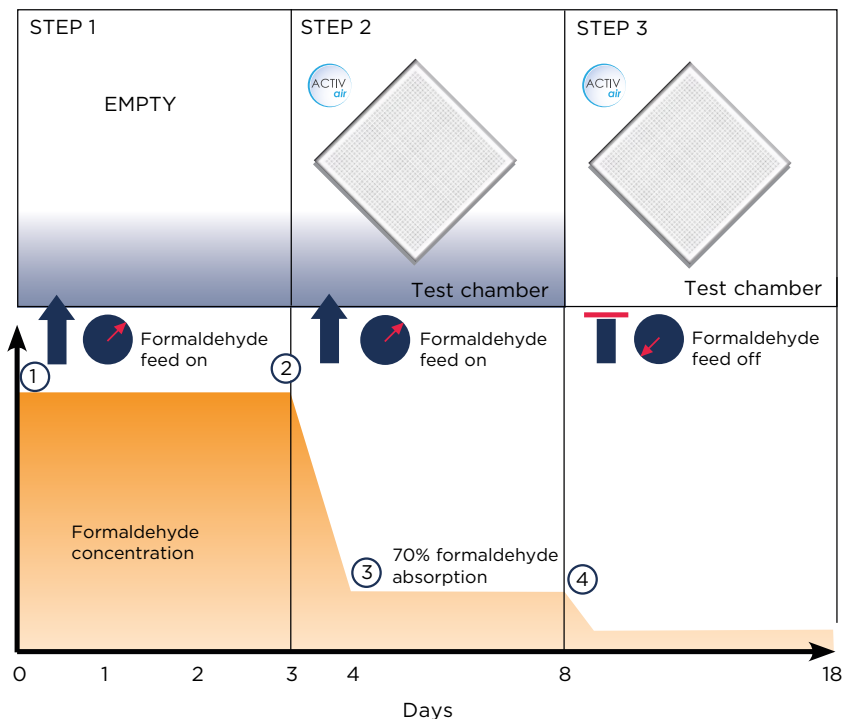 STEP 1
EMPTY
STEP 2
ACTIV
air
Test chamber
STEP 3
ACTIV
air
Test chamber
Formaldehyde
feed on
Formaldehyde
feed on
Formaldehyde
feed off
1
2
Formaldehyde
concentration
3
70% formaldehyde
absorption
4
0 1 2 3 4 8 18
Days